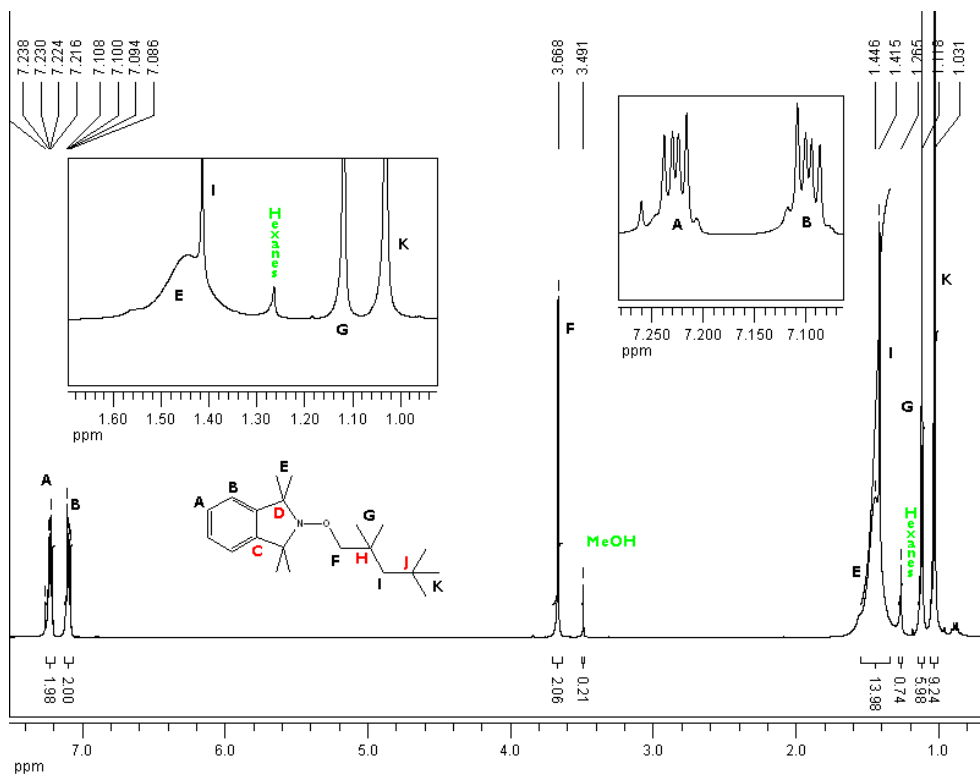 7.238
7.230
7.224
7.216
7.108
7.100
7.094
7.086
3.668
3.491
1.446
1.415
1.265
1.118
1.031
I
E
Hexanes
G
K
1.60 1.50 1.40 1.30 1.20 1.10 1.00
ppm
A
B
7.250 7.200 7.150 7.100
ppm
F
K
I
G
A
B
E
A
B
D
N
O
C
G
F
H
J
I
K
MeOH
E
Hexanes
1.98
2.00
2.06
0.21
13.98
0.74
5.98
9.24
7.0 6.0 5.0 4.0 3.0 2.0 1.0
ppm